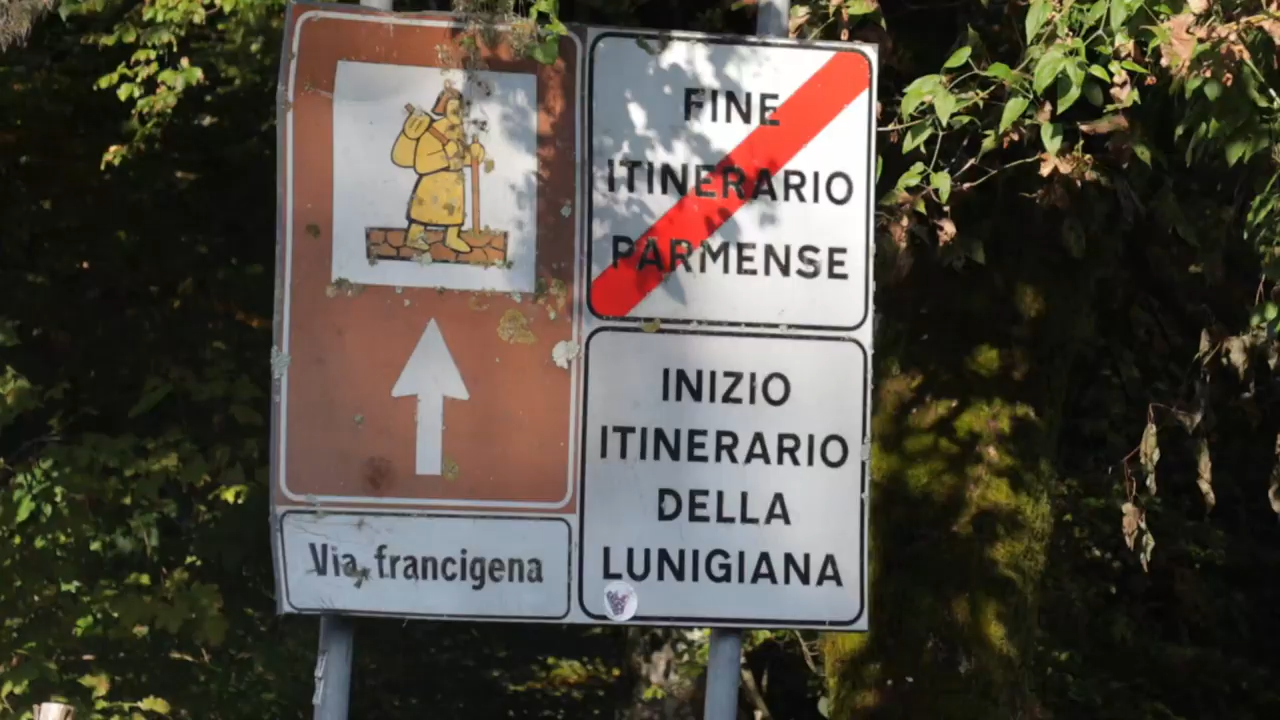 Via francigena
FINE
ITINERARIO
PARMENSE
INIZIO
ITINERARIO
DELLA
LUNIGIANA